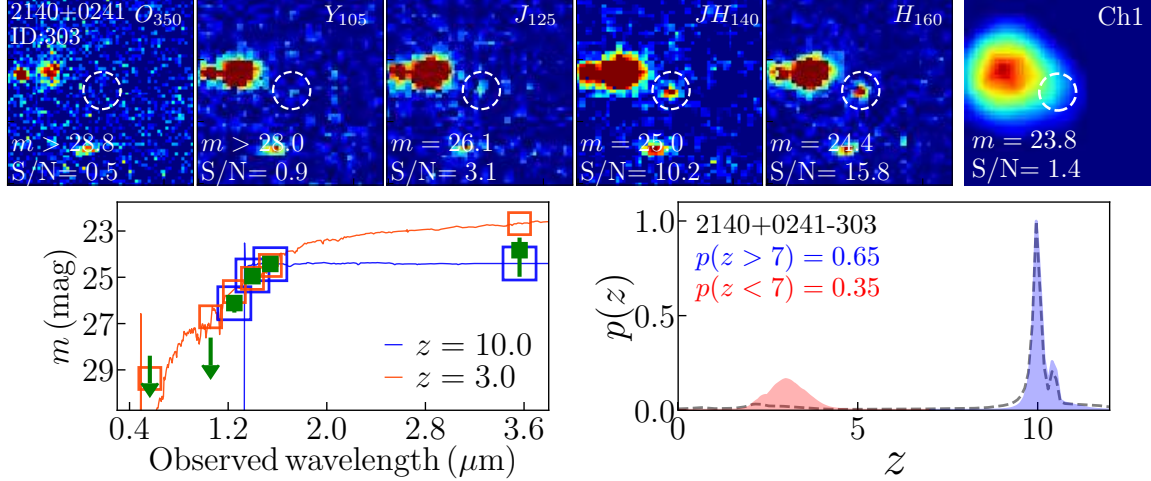 2140+0241 O₃₅₀
ID:303
m > 28.8
S/N= 0.5
Y₁₀₅
m > 28.0
S/N= 0.9
J₁₂₅
m = 26.1
S/N= 3.1
JH₁₄₀
m = 25.0
S/N= 10.2
H₁₆₀
m = 24.4
S/N= 15.8
Ch1
m = 23.8
S/N= 1.4
m (mag)
23
25
27
29
z = 10.0
z = 3.0
0.4 1.2 2.0 2.8 3.6
Observed wavelength (μm)
p(z)
1.0
0.5
0.0
2140+0241-303
p(z > 7) = 0.65
p(z < 7) = 0.35
0 5 10
z